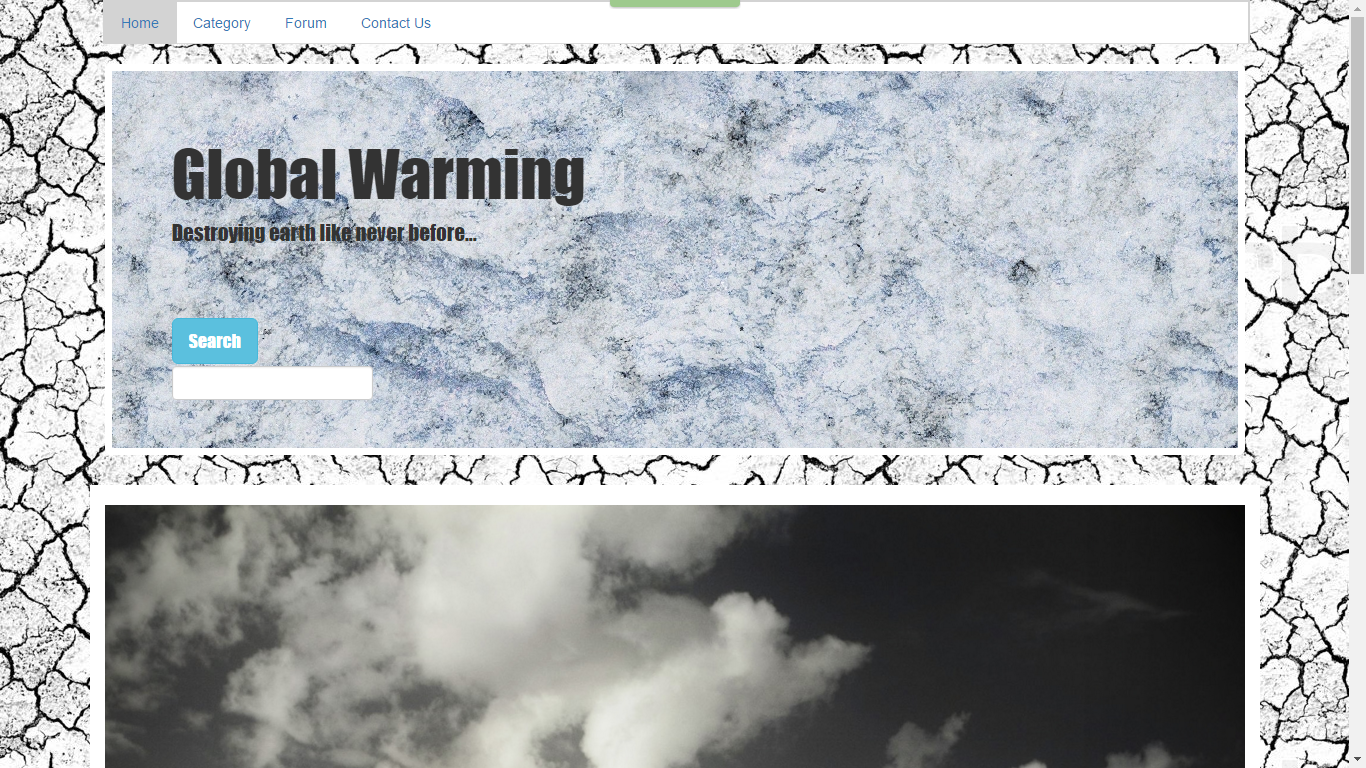 Home Category Forum Contact Us
Global Warming
Destroying earth like never before...
Search